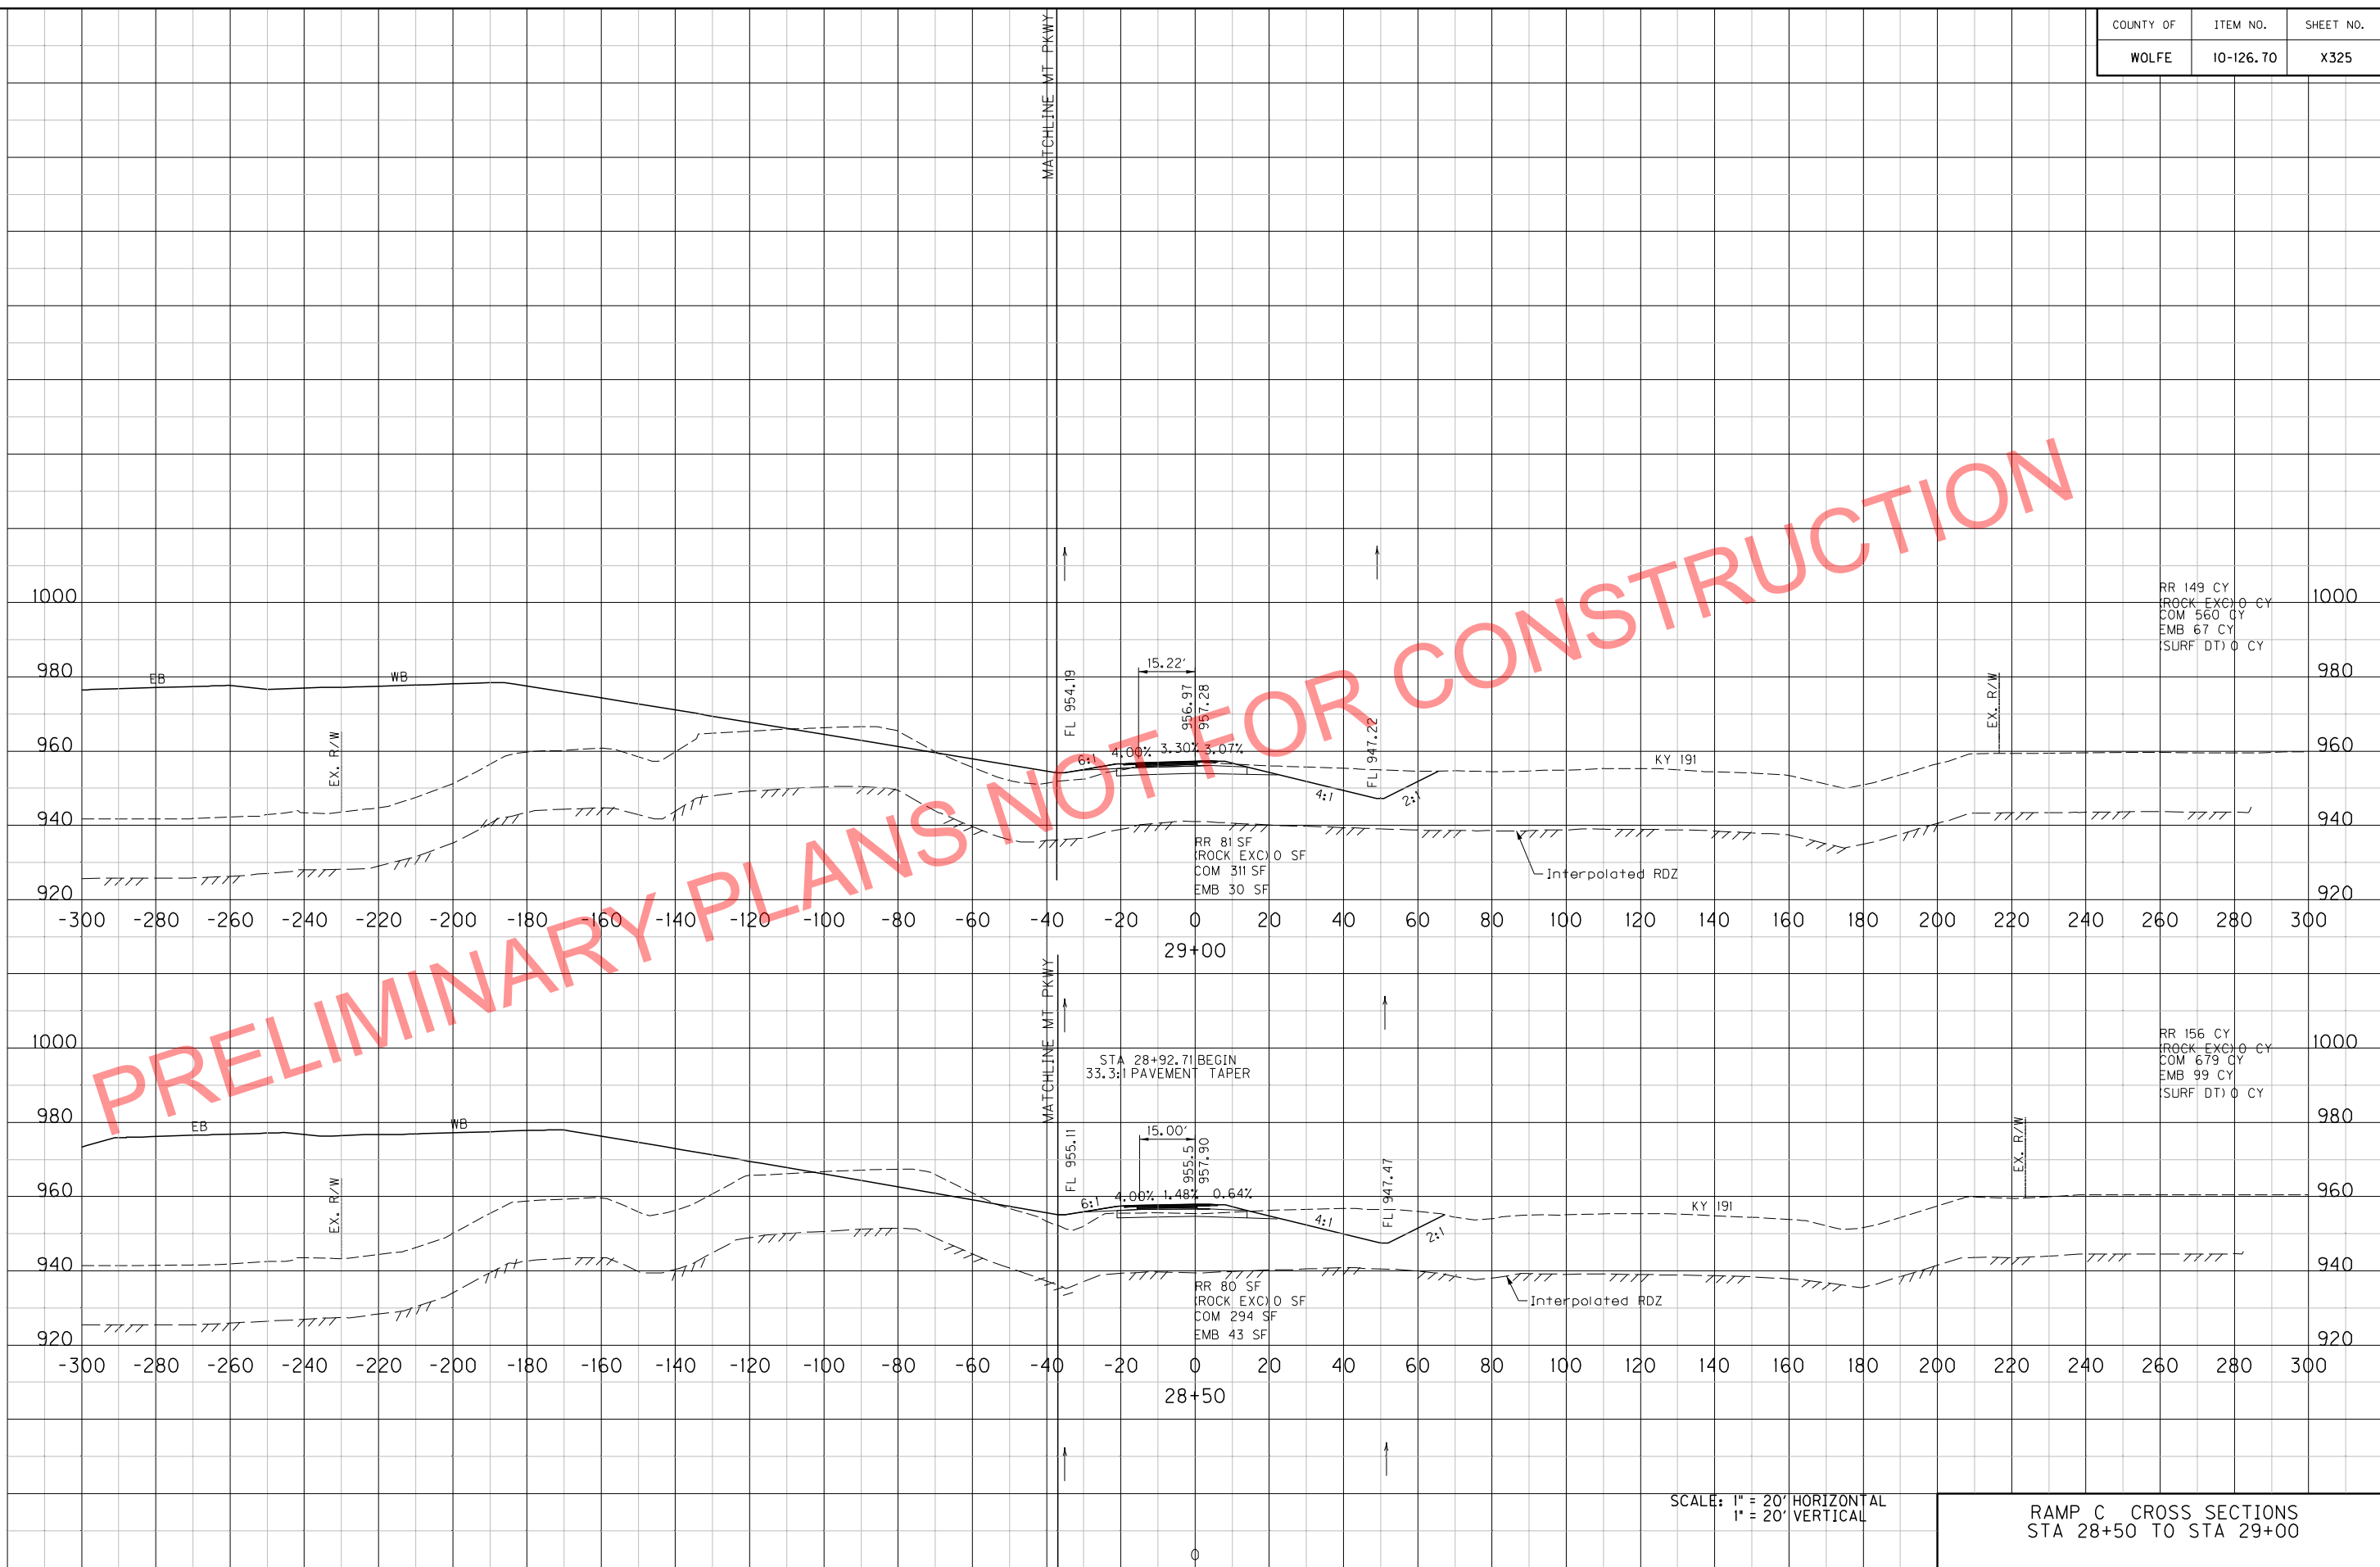 COUNTY OF ITEM NO. SHEET NO.
WOLFE 10-126.70 X325
MATCHLINE MT PKWY
PRELIMINARY PLANS NOT FOR CONSTRUCTION
RR 149 CY
(ROCK EXC) 0 CY
COM 560 CY
EMB 67 CY
(SURF DT) 0 CY
1000 1000
980 980
960 960
940 940
920 920
EB
WB
EX. R/W
FL 954.19
15.22'
956.97
957.28
6:1
4.00% 3.30% 3.07%
FL 947.22
4:1
2:1
KY 191
EX. R/W
RR 81 SF
(ROCK EXC) 0 SF
COM 311 SF
EMB 30 SF
Interpolated RDZ
-300 -280 -260 -240 -220 -200 -180 -160 -140 -120 -100 -80 -60 -40 -20 0 20 40 60 80 100 120 140 160 180 200 220 240 260 280 300
29+00
MATCHLINE MT PKWY
STA 28+92.71 BEGIN
33.3:1 PAVEMENT TAPER
RR 156 CY
(ROCK EXC) 0 CY
COM 679 CY
EMB 99 CY
(SURF DT) 0 CY
1000 1000
980 980
960 960
940 940
920 920
EB
WB
EX. R/W
FL 955.11
15.00'
957.90
6:1
4.00% 1.48% 0.64%
FL 947.47
4:1
2:1
KY 191
EX. R/W
RR 80 SF
(ROCK EXC) 0 SF
COM 294 SF
EMB 43 SF
Interpolated RDZ
-300 -280 -260 -240 -220 -200 -180 -160 -140 -120 -100 -80 -60 -40 -20 0 20 40 60 80 100 120 140 160 180 200 220 240 260 280 300
28+50
SCALE: 1" = 20' HORIZONTAL
1" = 20' VERTICAL
RAMP C CROSS SECTIONS
STA 28+50 TO STA 29+00
0